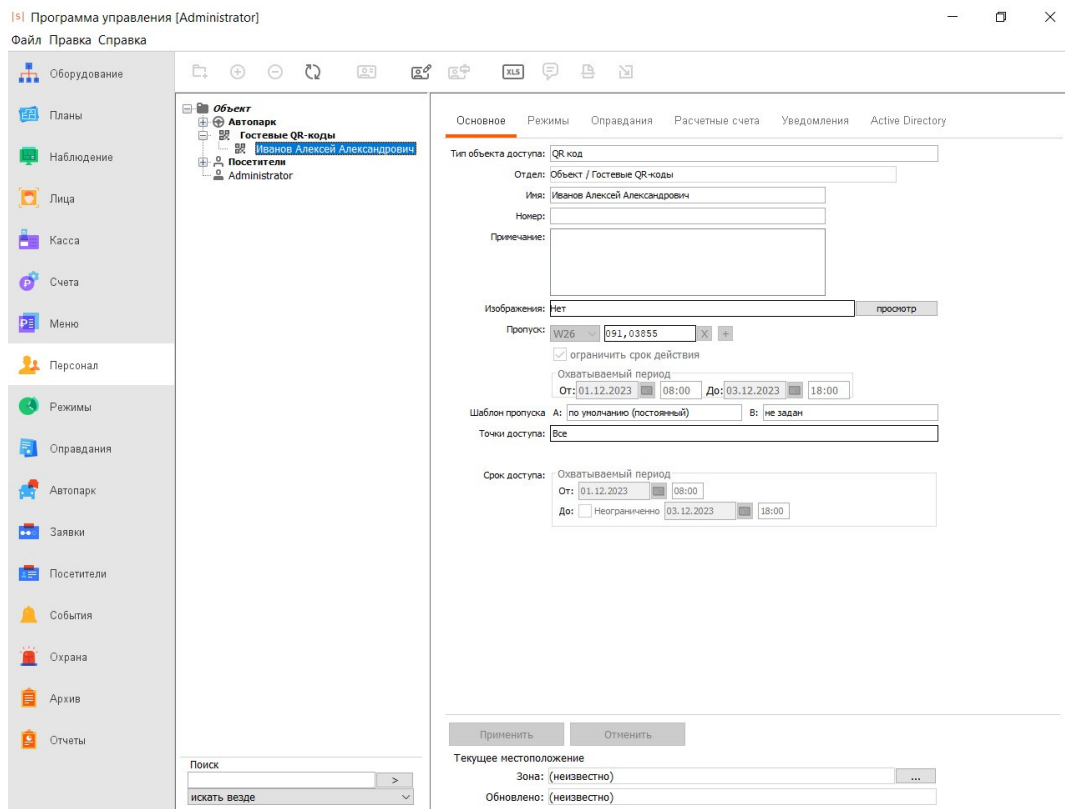 |s| Программа управления [Administrator]
Файл Правка Справка
Оборудование
Планы
Наблюдение
Лица
Касса
Счета
Меню
Персонал
Режимы
Оправдания
Автопарк
Заявки
Посетители
События
Охрана
Архив
Отчеты
XLS
Объект
Автопарк
Гостевые QR-коды
Иванов Алексей Александрович
Посетители
Administrator
Поиск
>
искать везде
Основное Режимы Оправдания Расчетные счета Уведомления Active Directory
Тип объекта доступа: QR код
Отдел: Объект / Гостевые QR-коды
Имя: Иванов Алексей Александрович
Номер:
Примечание:
Изображения: Нет просмотр
Пропуск: W26 091,03855 X +
ограничить срок действия
Охватываемый период
От: 01.12.2023 08:00 До: 03.12.2023 18:00
Шаблон пропуска А: по умолчанию (постоянный) В: не задан
Точки доступа: Все
Срок доступа: Охватываемый период
От: 01.12.2023 08:00
До: Неограниченно 03.12.2023 18:00
Применить Отменить
Текущее местоположение
Зона: (неизвестно) ...
Обновлено: (неизвестно)